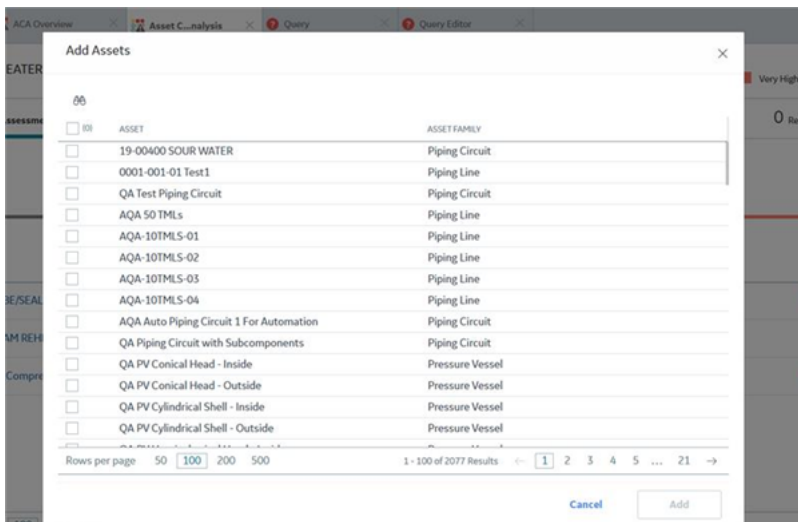 ACA Overview
Asset C...nalysis
Query
Query Editor
Add Assets
EATER
Very High
ssessme
0 Re
(0) ASSET ASSET FAMILY
19-00400 SOUR WATER Piping Circuit
0001-001-01 Test1 Piping Line
QA Test Piping Circuit Piping Circuit
AQA 50 TMLs Piping Line
AQA-10TMLS-01 Piping Line
AQA-10TMLS-02 Piping Line
AQA-10TMLS-03 Piping Line
AQA-10TMLS-04 Piping Line
BE/SEAL
AQA Auto Piping Circuit 1 For Automation Piping Circuit
AM REHI
QA Piping Circuit with Subcomponents Piping Circuit
QA PV Conical Head - Inside Pressure Vessel
Compre
QA PV Conical Head - Outside Pressure Vessel
QA PV Cylindrical Shell - Inside Pressure Vessel
QA PV Cylindrical Shell - Outside Pressure Vessel
Rows per page 50 100 200 500 1 - 100 of 2077 Results ← 1 2 3 4 5 ... 21 →
Cancel Add